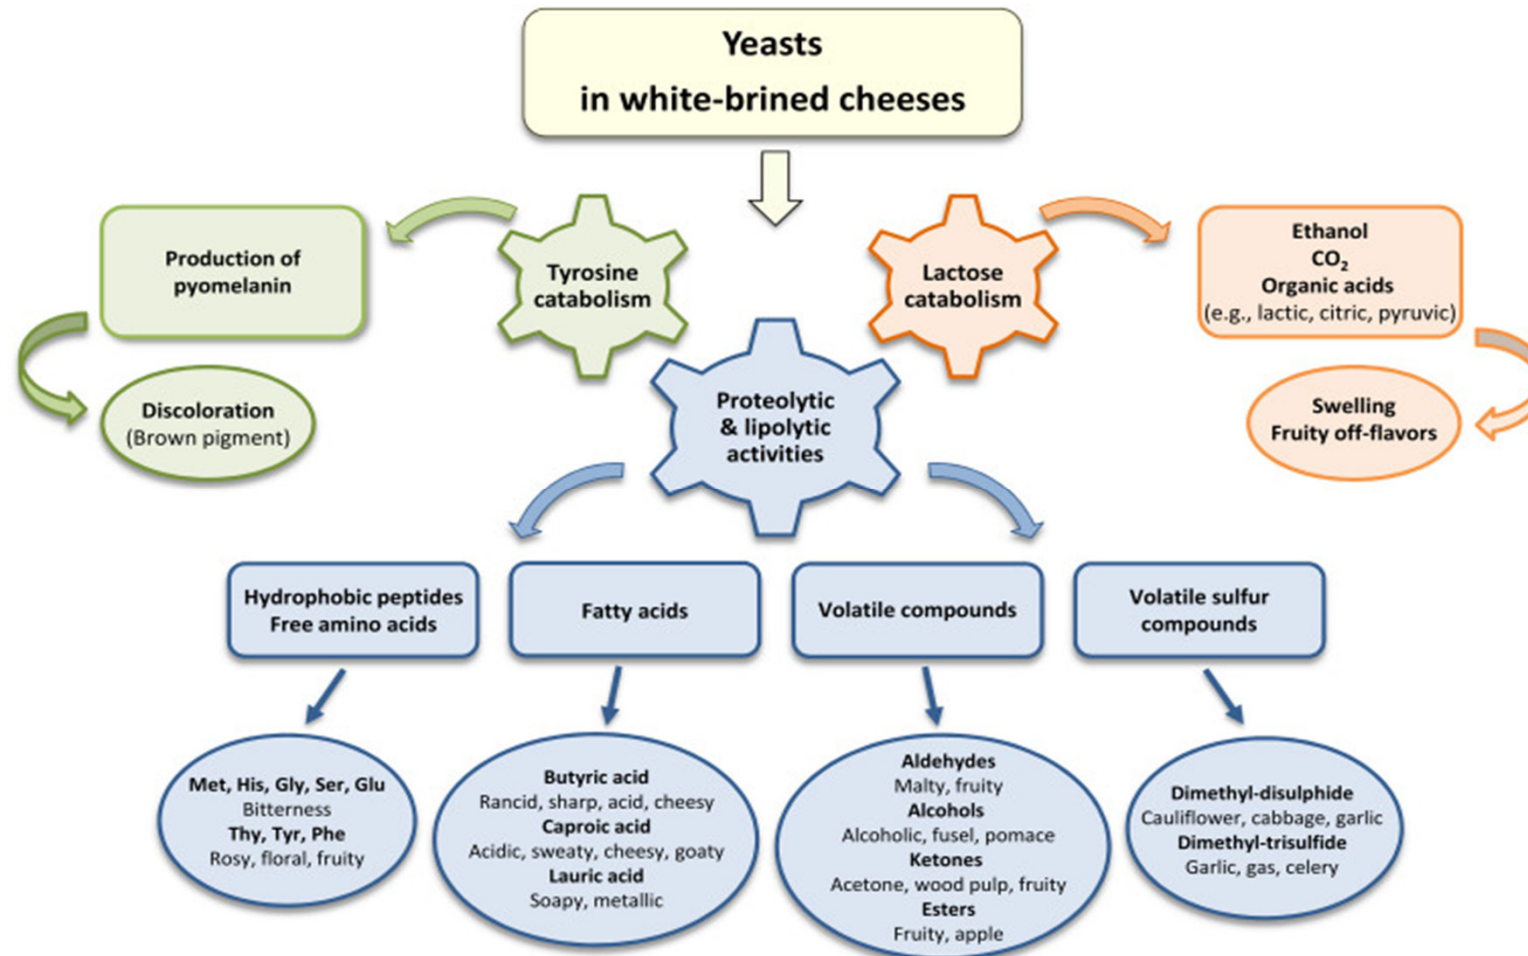 Yeasts
in white-brined cheeses
Production of
pyomelanin
Tyrosine
catabolism
Lactose
catabolism
Ethanol
CO₂
Organic acids
(e.g., lactic, citric, pyruvic)
Discoloration
(Brown pigment)
Proteolytic
& lipolytic
activities
Swelling
Fruity off-flavors
Hydrophobic peptides
Free amino acids
Fatty acids
Volatile compounds
Volatile sulfur
compounds
Met, His, Gly, Ser, Glu
Bitterness
Thy, Tyr, Phe
Rosy, floral, fruity
Butyric acid
Rancid, sharp, acid, cheesy
Caproic acid
Acidic, sweaty, cheesy, goaty
Lauric acid
Soapy, metallic
Aldehydes
Malty, fruity
Alcohols
Alcoholic, fusel, pomace
Ketones
Acetone, wood pulp, fruity
Esters
Fruity, apple
Dimethyl-disulphide
Cauliflower, cabbage, garlic
Dimethyl-trisulfide
Garlic, gas, celery